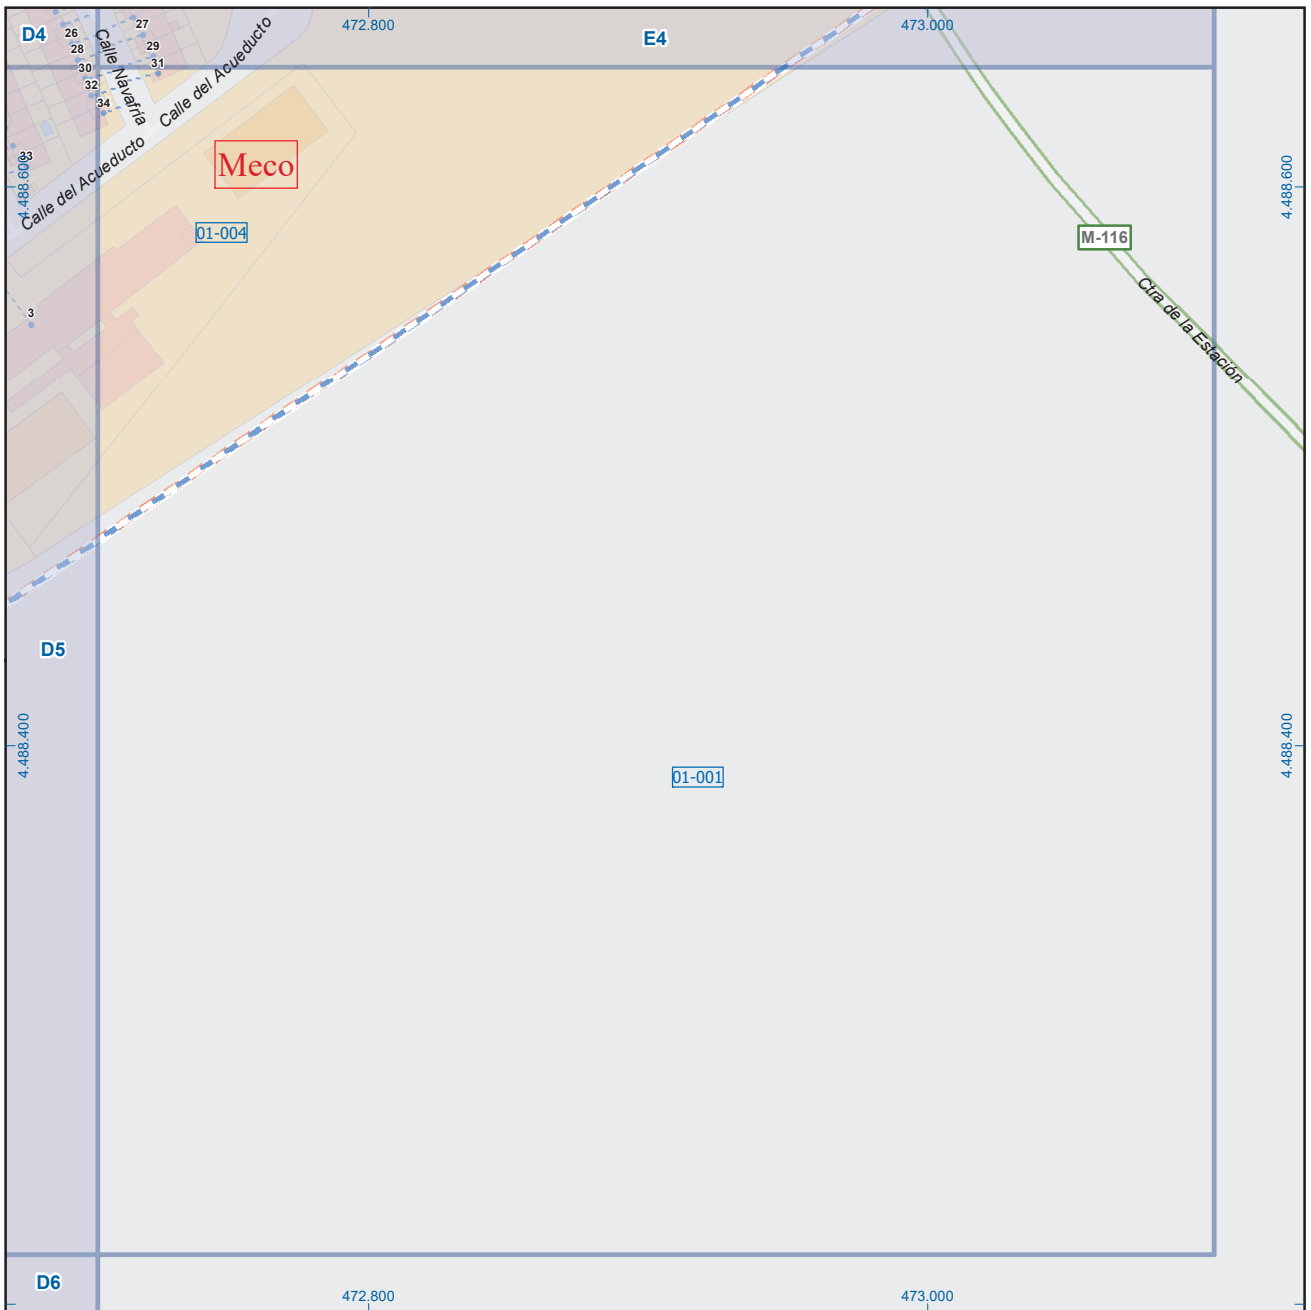 D4
26
27
28
29
30
31
32
34
33
Calle Navafría
Calle del Acueducto
Calle del Acueducto
472.800
E4
473.000
4.488.600
4.488.600
Meco
01-004
M-116
Ctra de la Estación
3
D5
4.488.400
4.488.400
01-001
D6
472.800
473.000